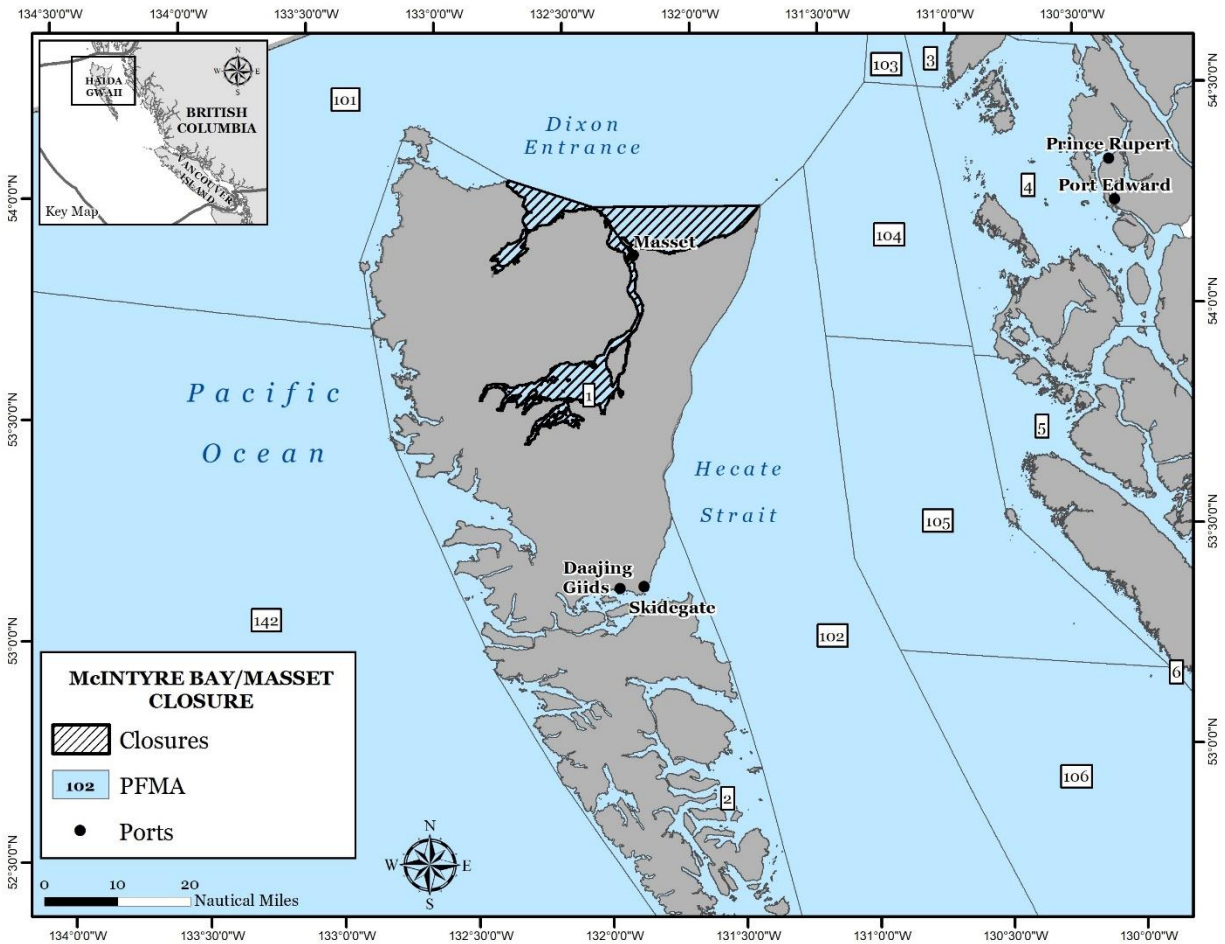 134°30'0"W
134°0'0"W
133°30'0"W
133°0'0"W
132°30'0"W
132°0'0"W
131°30'0"W
131°0'0"W
130°30'0"W
N
W E
S
HAIDA
GWAII
BRITISH
COLUMBIA
VANCOUVER
ISLAND
Key Map
101
103
3
54°30'0"N
Dixon
Entrance
Prince Rupert
4
Port Edward
54°0'0"N
104
Masset
54°0'0"N
Pacific
Ocean
1
5
53°30'0"N
Hecate
Strait
105
53°30'0"N
Daajing
Giids
Skidegate
142
102
53°0'0"N
6
McINTYRE BAY/MASSET
CLOSURE
Closures
102 PFMA
Ports
2
106
53°0'0"N
N
W E
S
52°0'0"N
0 10 20
Nautical Miles
134°0'0"W
133°30'0"W
133°0'0"W
132°30'0"W
132°0'0"W
131°30'0"W
131°0'0"W
130°30'0"W
130°0'0"W